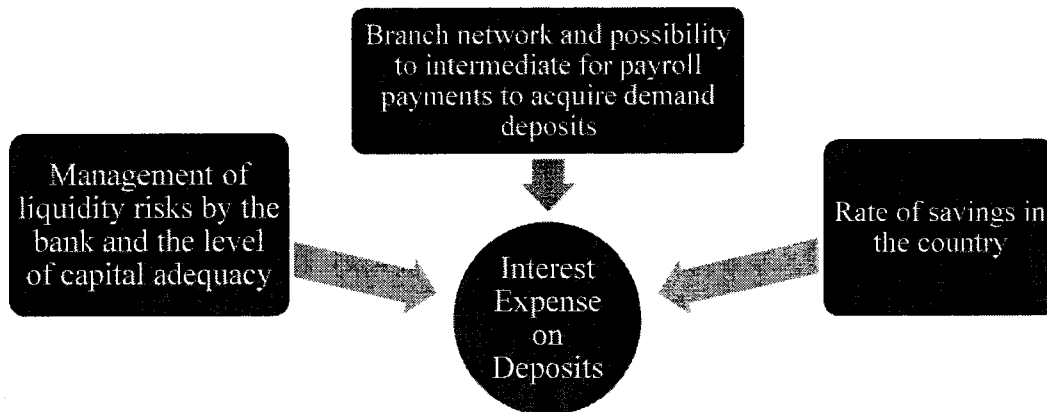 Branch network and possibility
to intermediate for payroll
payments to acquire demand
deposits
Management of
liquidity risks by the
bank and the level
of capital adequacy
Rate of savings in
the country
Interest
Expense
on
Deposits